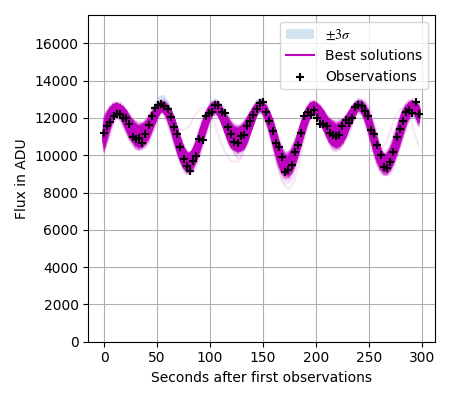 ±3σ
Best solutions
Observations
16000
14000
12000
10000
8000
6000
4000
2000
0
Flux in ADU
0 50 100 150 200 250 300
Seconds after first observations